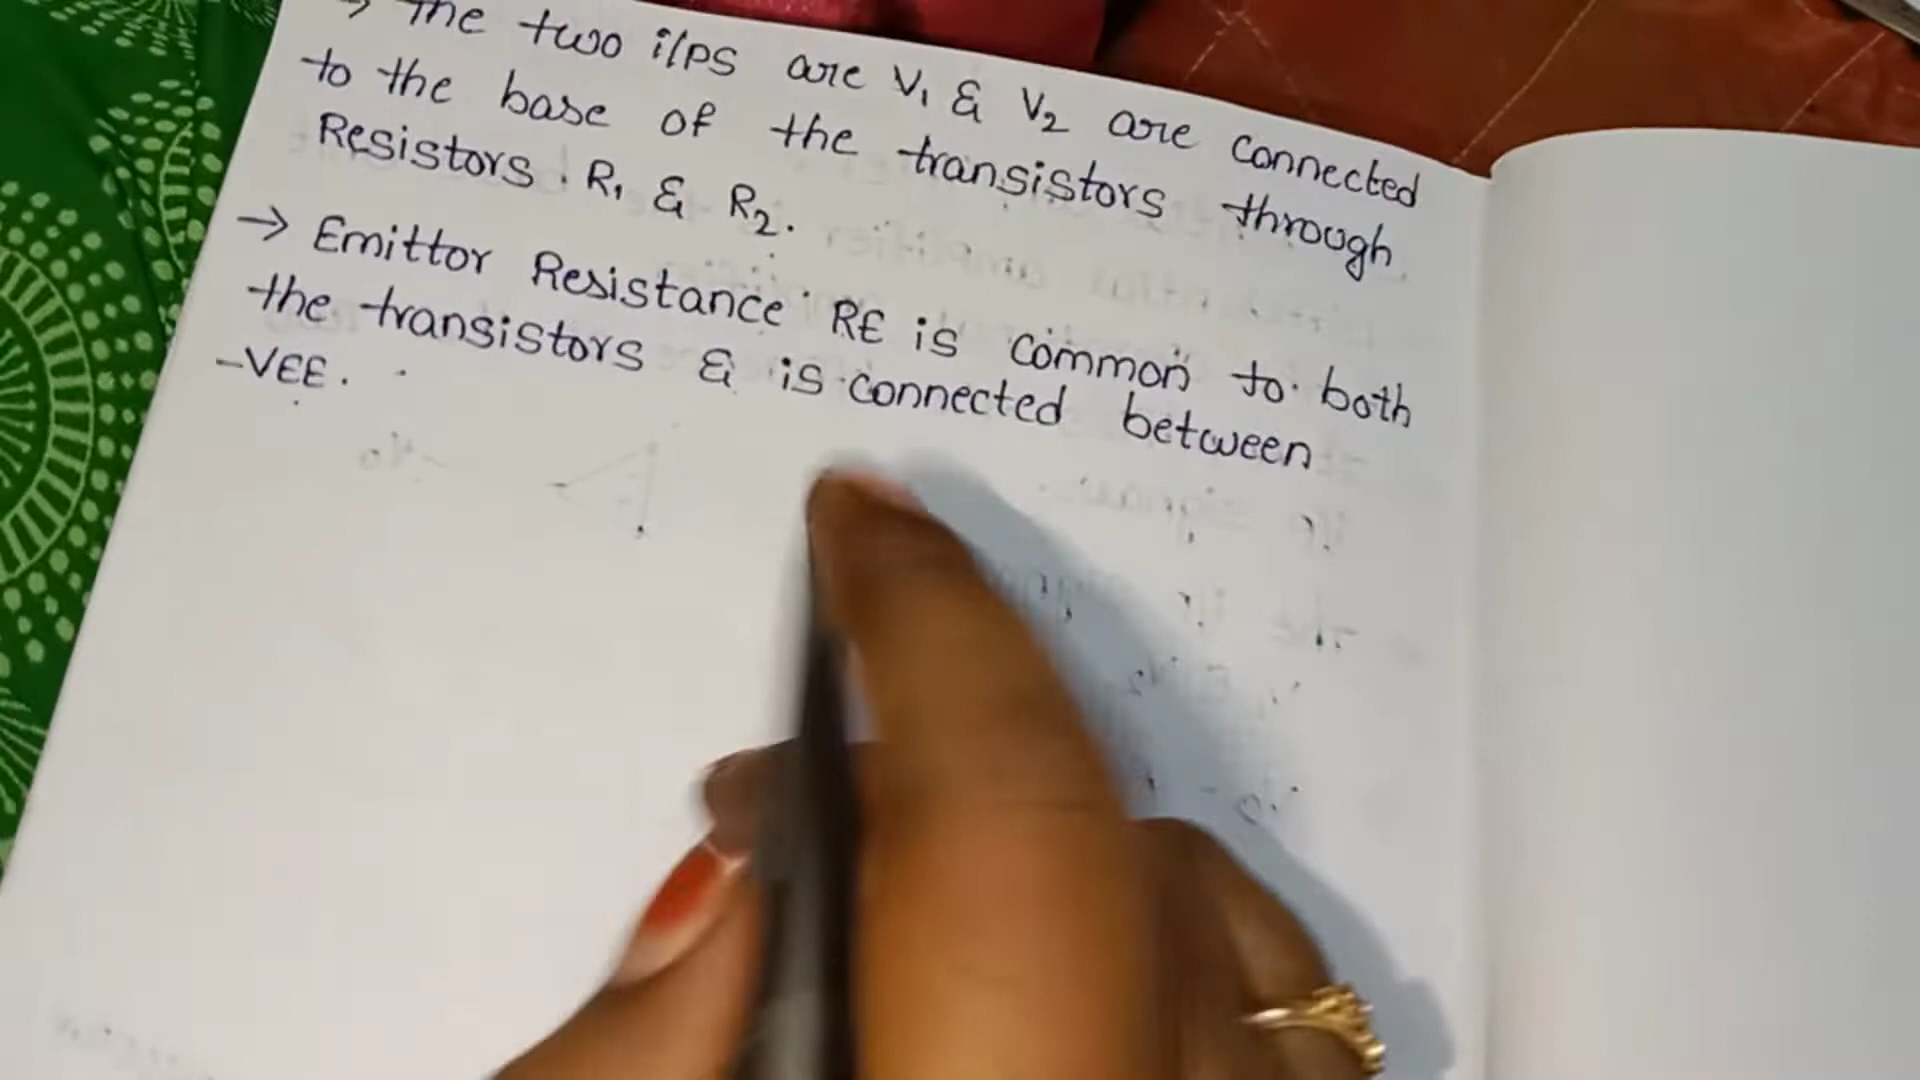 → The two i/Ps are V₁ & V₂ are connected
to the base of the transistors through
Resistors. R₁ & R₂.
→ Emittor Resistance RE is common to both
the transistors & is connected between
-VEE.